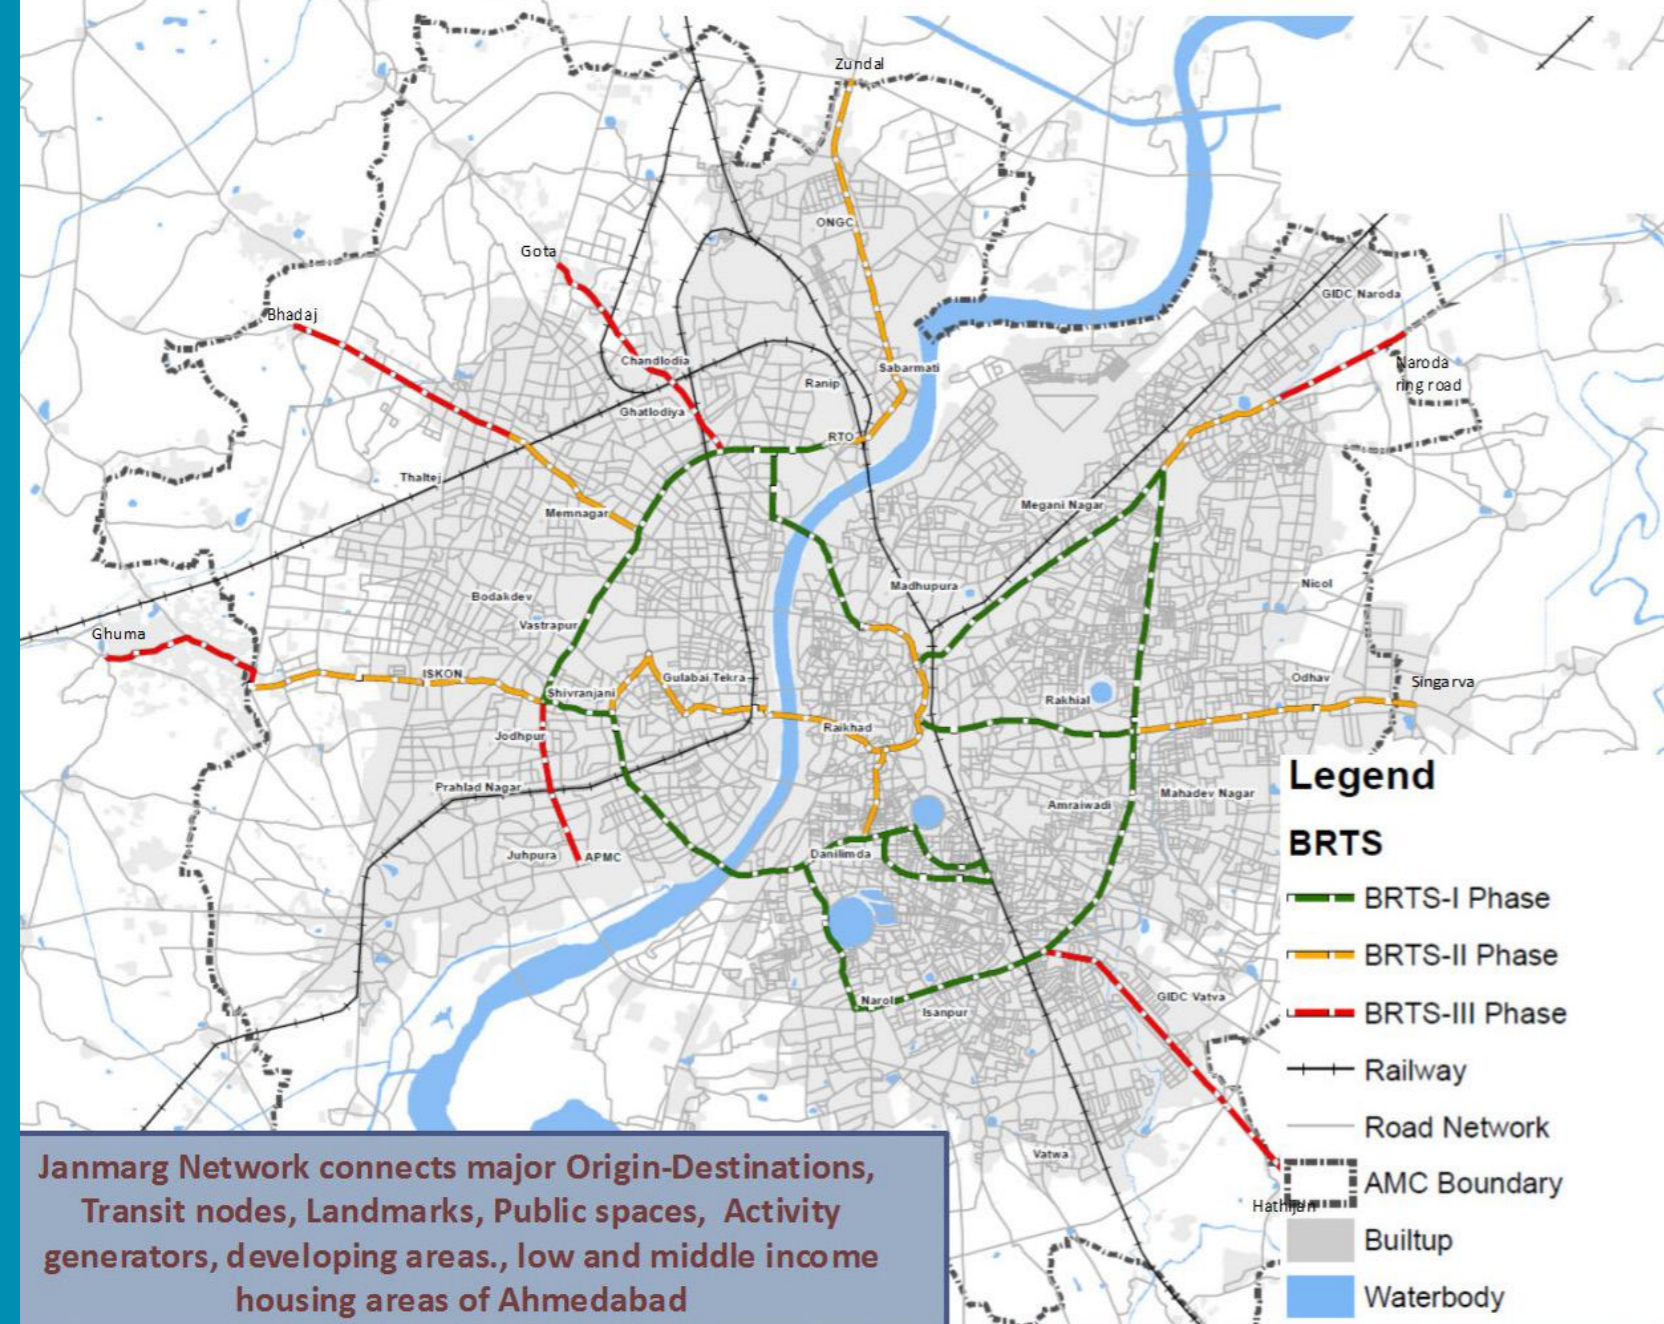 Zundal
ONGC
Gota
GIDC Naroda
Bhadaj
Chandlodia
Sabarmati
Naroda
ring road
Ranip
Ghatlodiya
RTO
Thaltej
Megani Nagar
Memnagar
Madhupura
Nicol
Bodakdev
Vastrapur
Ghuma
ISKON
Gulabai Tekra
Odhav
Singarva
Shivranjani
Rakhial
Raikhad
Jodhpur
Prahlad Nagar
Mahadev Nagar
Amraiwadi
Juhpura
APMC
Danilimda
GIDC Vatva
Narol
Isanpur
Vatwa
Hathijan
Legend
BRTS
BRTS-I Phase
BRTS-II Phase
BRTS-III Phase
Railway
Road Network
AMC Boundary
Builtup
Waterbody
Janmarg Network connects major Origin-Destinations,
Transit nodes, Landmarks, Public spaces, Activity
generators, developing areas., low and middle income
housing areas of Ahmedabad